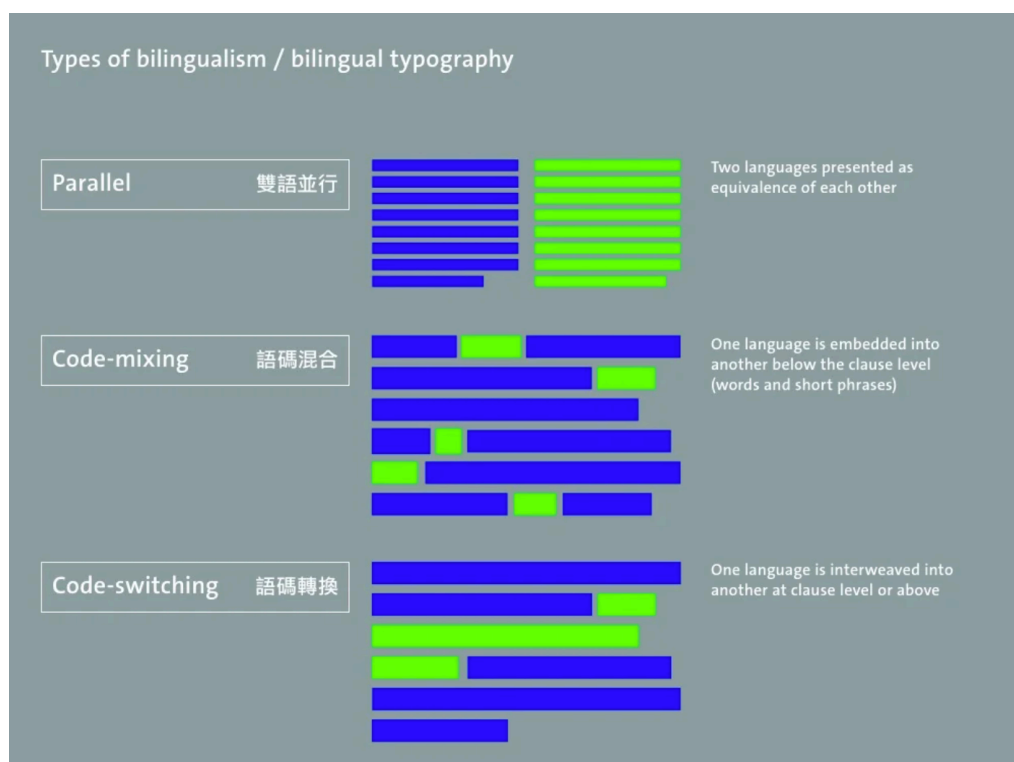 Types of bilingualism / bilingual typography
Parallel 雙語並行
Two languages presented as
equivalence of each other
Code-mixing 語碼混合
One language is embedded into
another below the clause level
(words and short phrases)
Code-switching 語碼轉換
One language is interweaved into
another at clause level or above